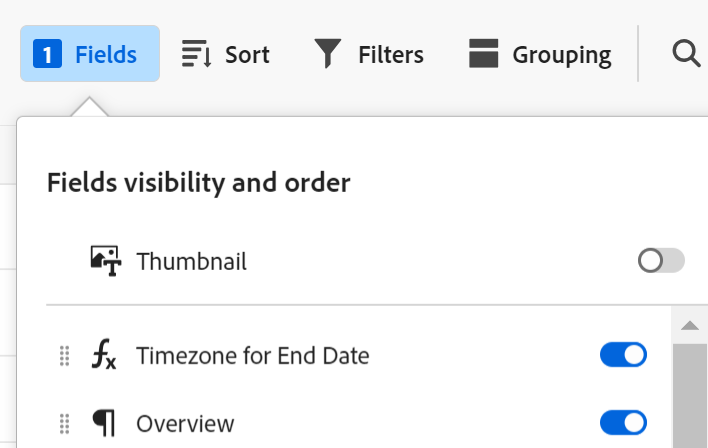 1 Fields Sort Filters Grouping
Fields visibility and order
Thumbnail
Timezone for End Date
Overview